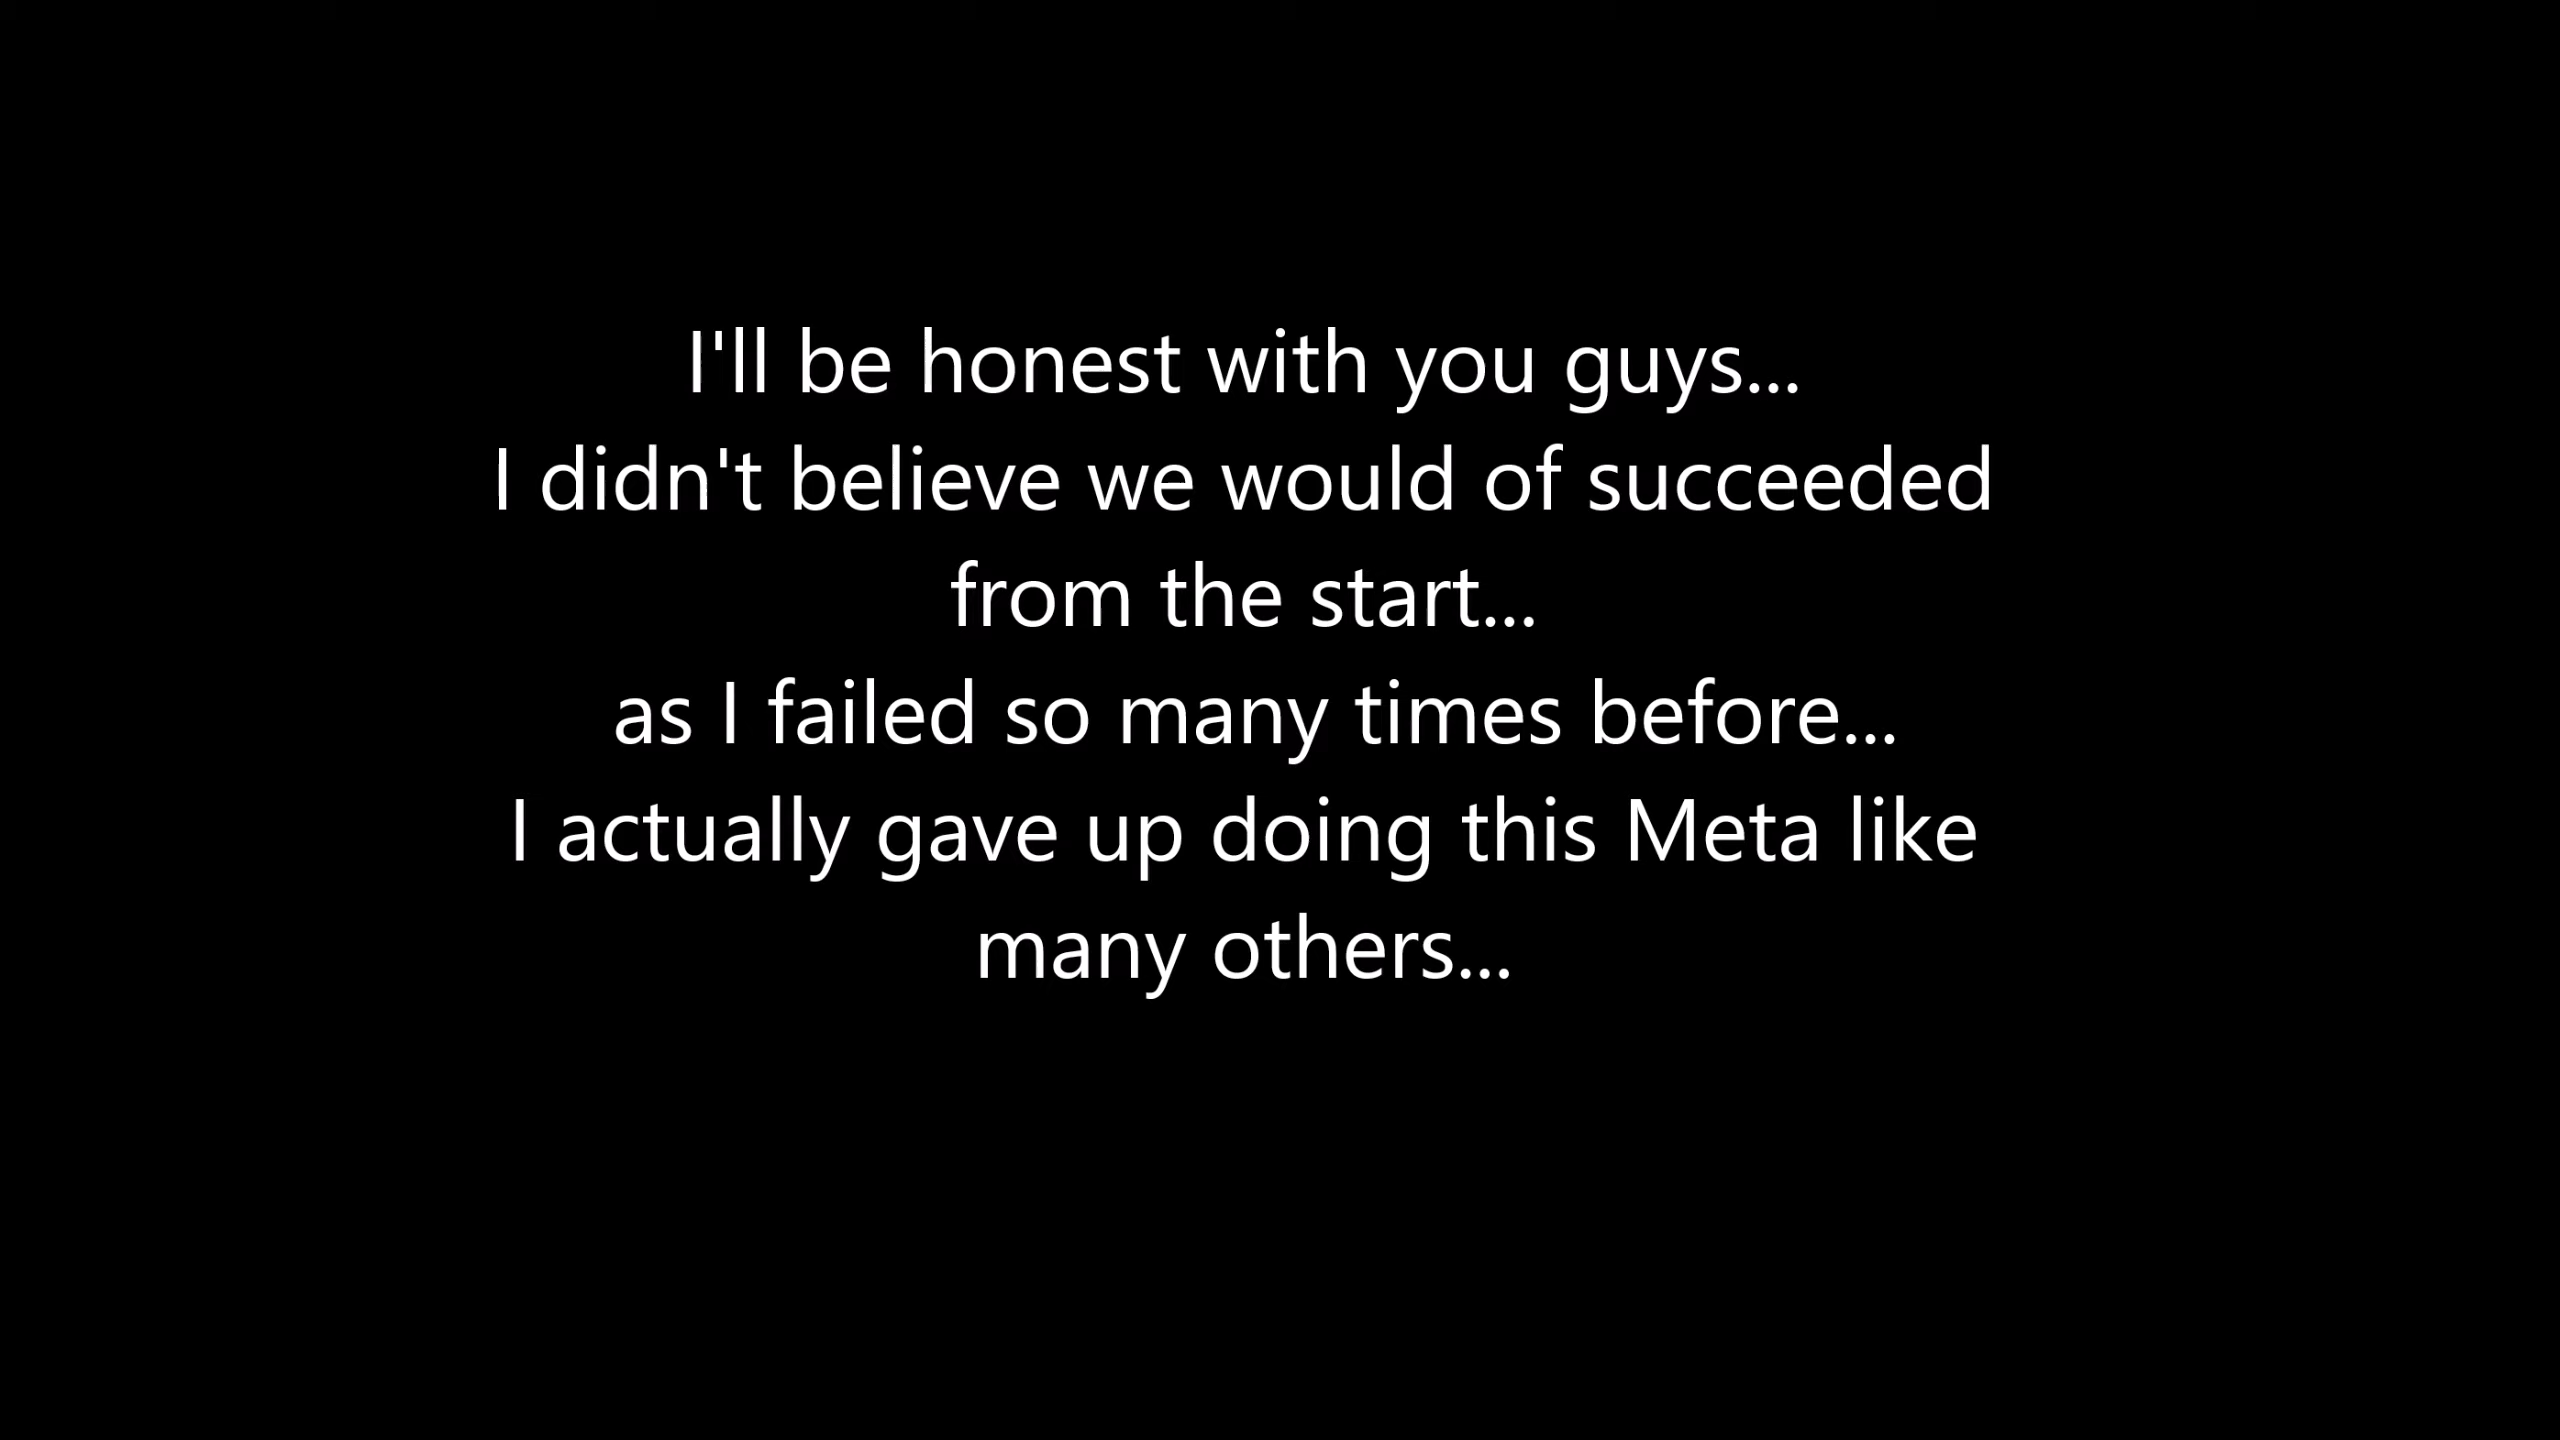 I'll be honest with you guys...
I didn't believe we would of succeeded
from the start...
as I failed so many times before...
I actually gave up doing this Meta like
many others...